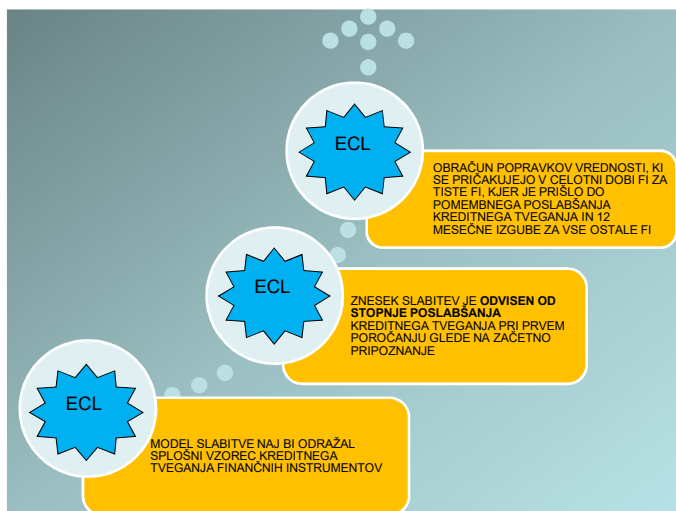 ECL
OBRAČUN POPRAVKOV VREDNOSTI, KI
SE PRIČAKUJEJO V CELOTNI DOBI FI ZA
TISTE FI, KJER JE PRIŠLO DO
POMEMBNEGA POSLABŠANJA
KREDITNEGA TVEGANJA IN 12
MESEČNE IZGUBE ZA VSE OSTALE FI
ECL
ZNESEK SLABITEV JE ODVISEN OD
STOPNJE POSLABŠANJA
KREDITNEGA TVEGANJA PRI PRVEM
POROČANJU GLEDE NA ZAČETNO
PRIPOZNANJE
ECL
MODEL SLABITVE NAJ BI ODRAŽAL
SPLOŠNI VZOREC KREDITNEGA
TVEGANJA FINANČNIH INSTRUMENTOV